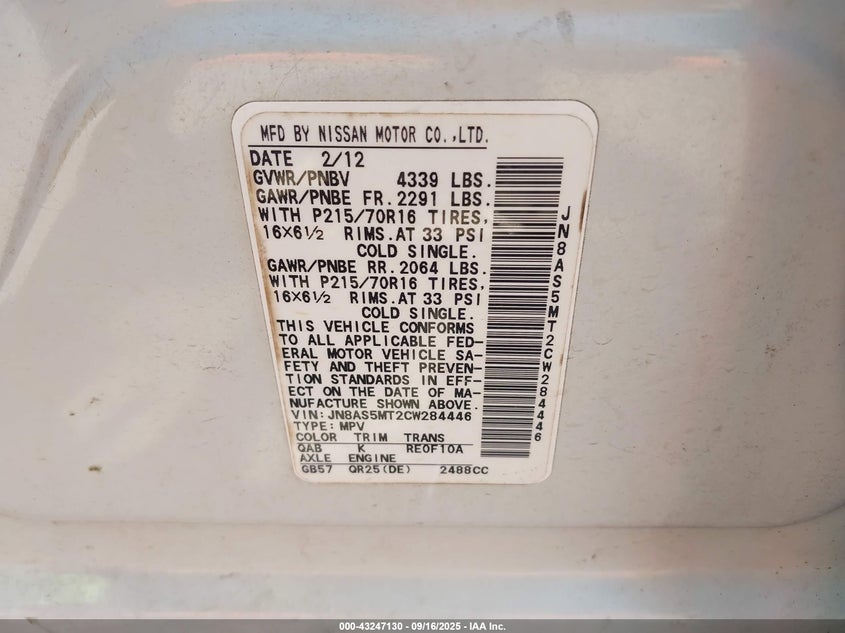 MFD BY NISSAN MOTOR CO.,LTD.
DATE 2/12
GVWR/PNBV 4339 LBS.
GAWR/PNBE FR. 2291 LBS.
WITH P215/70R16 TIRES,
16X6½ RIMS. AT 33 PSI
COLD SINGLE.
GAWR/PNBE RR. 2064 LBS.
WITH P215/70R16 TIRES,
16X6½ RIMS. AT 33 PSI
COLD SINGLE.
THIS VEHICLE CONFORMS
TO ALL APPLICABLE FED-
ERAL MOTOR VEHICLE SA-
FETY AND THEFT PREVEN-
TION STANDARDS IN EFF-
ECT ON THE DATE OF MA-
NUFACTURE SHOWN ABOVE.
VIN: JN8AS5MT2CW284446
TYPE: MPV
COLOR TRIM TRANS
QAB K RE0F10A
AXLE ENGINE
GB57 QR25(DE) 2488CC
JN8AS5MT2CW284446
000-43247130 - 09/16/2025 - IAA Inc.